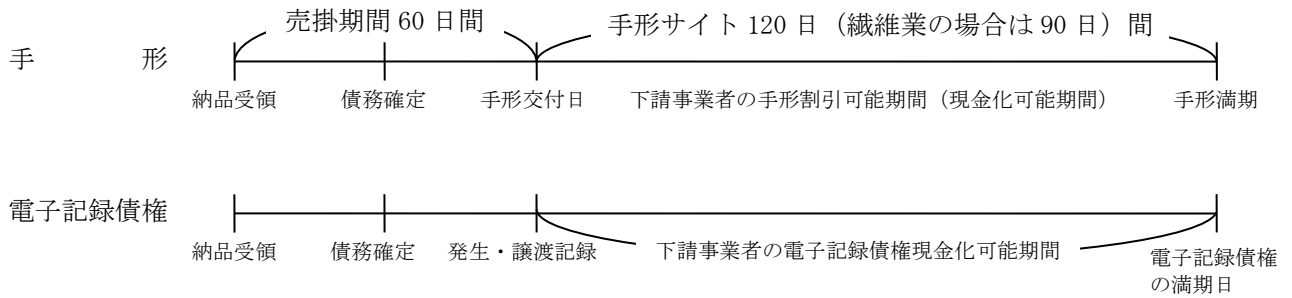 売掛期間 60 日間 手形サイト 120 日（繊維業の場合は 90 日）間
手形
納品受領 債務確定 手形交付日 下請事業者の手形割引可能期間（現金化可能期間） 手形満期
電子記録債権
納品受領 債務確定 発生・譲渡記録 下請事業者の電子記録債権現金化可能期間 電子記録債権
の満期日